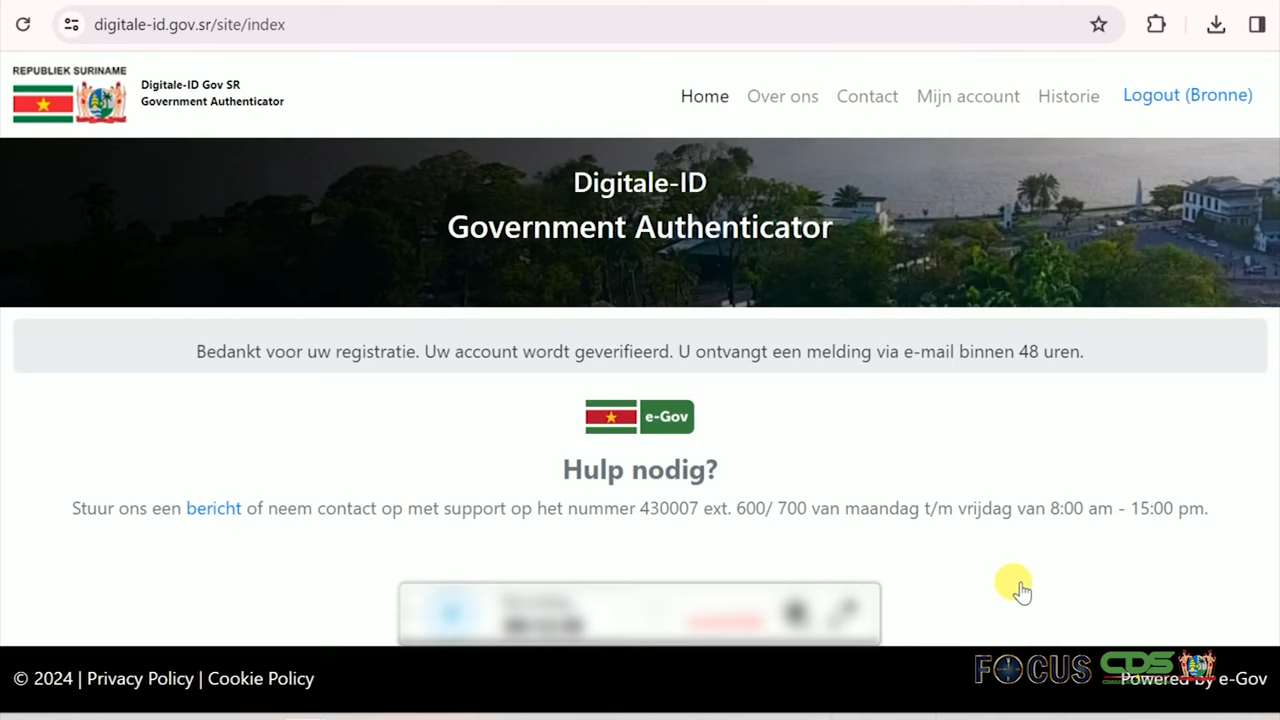 digitale-id.gov.sr/site/index
REPUBLIEK SURINAME
Digitale-ID Gov SR
Government Authenticator
Home Over ons Contact Mijn account Historie Logout (Bronne)
Digitale-ID
Government Authenticator
Bedankt voor uw registratie. Uw account wordt geverifieerd. U ontvangt een melding via e-mail binnen 48 uren.
e-Gov
Hulp nodig?
Stuur ons een bericht of neem contact op met support op het nummer 430007 ext. 600/ 700 van maandag t/m vrijdag van 8:00 am - 15:00 pm.
© 2024 | Privacy Policy | Cookie Policy
FOCUS CDS
Powered by e-Gov